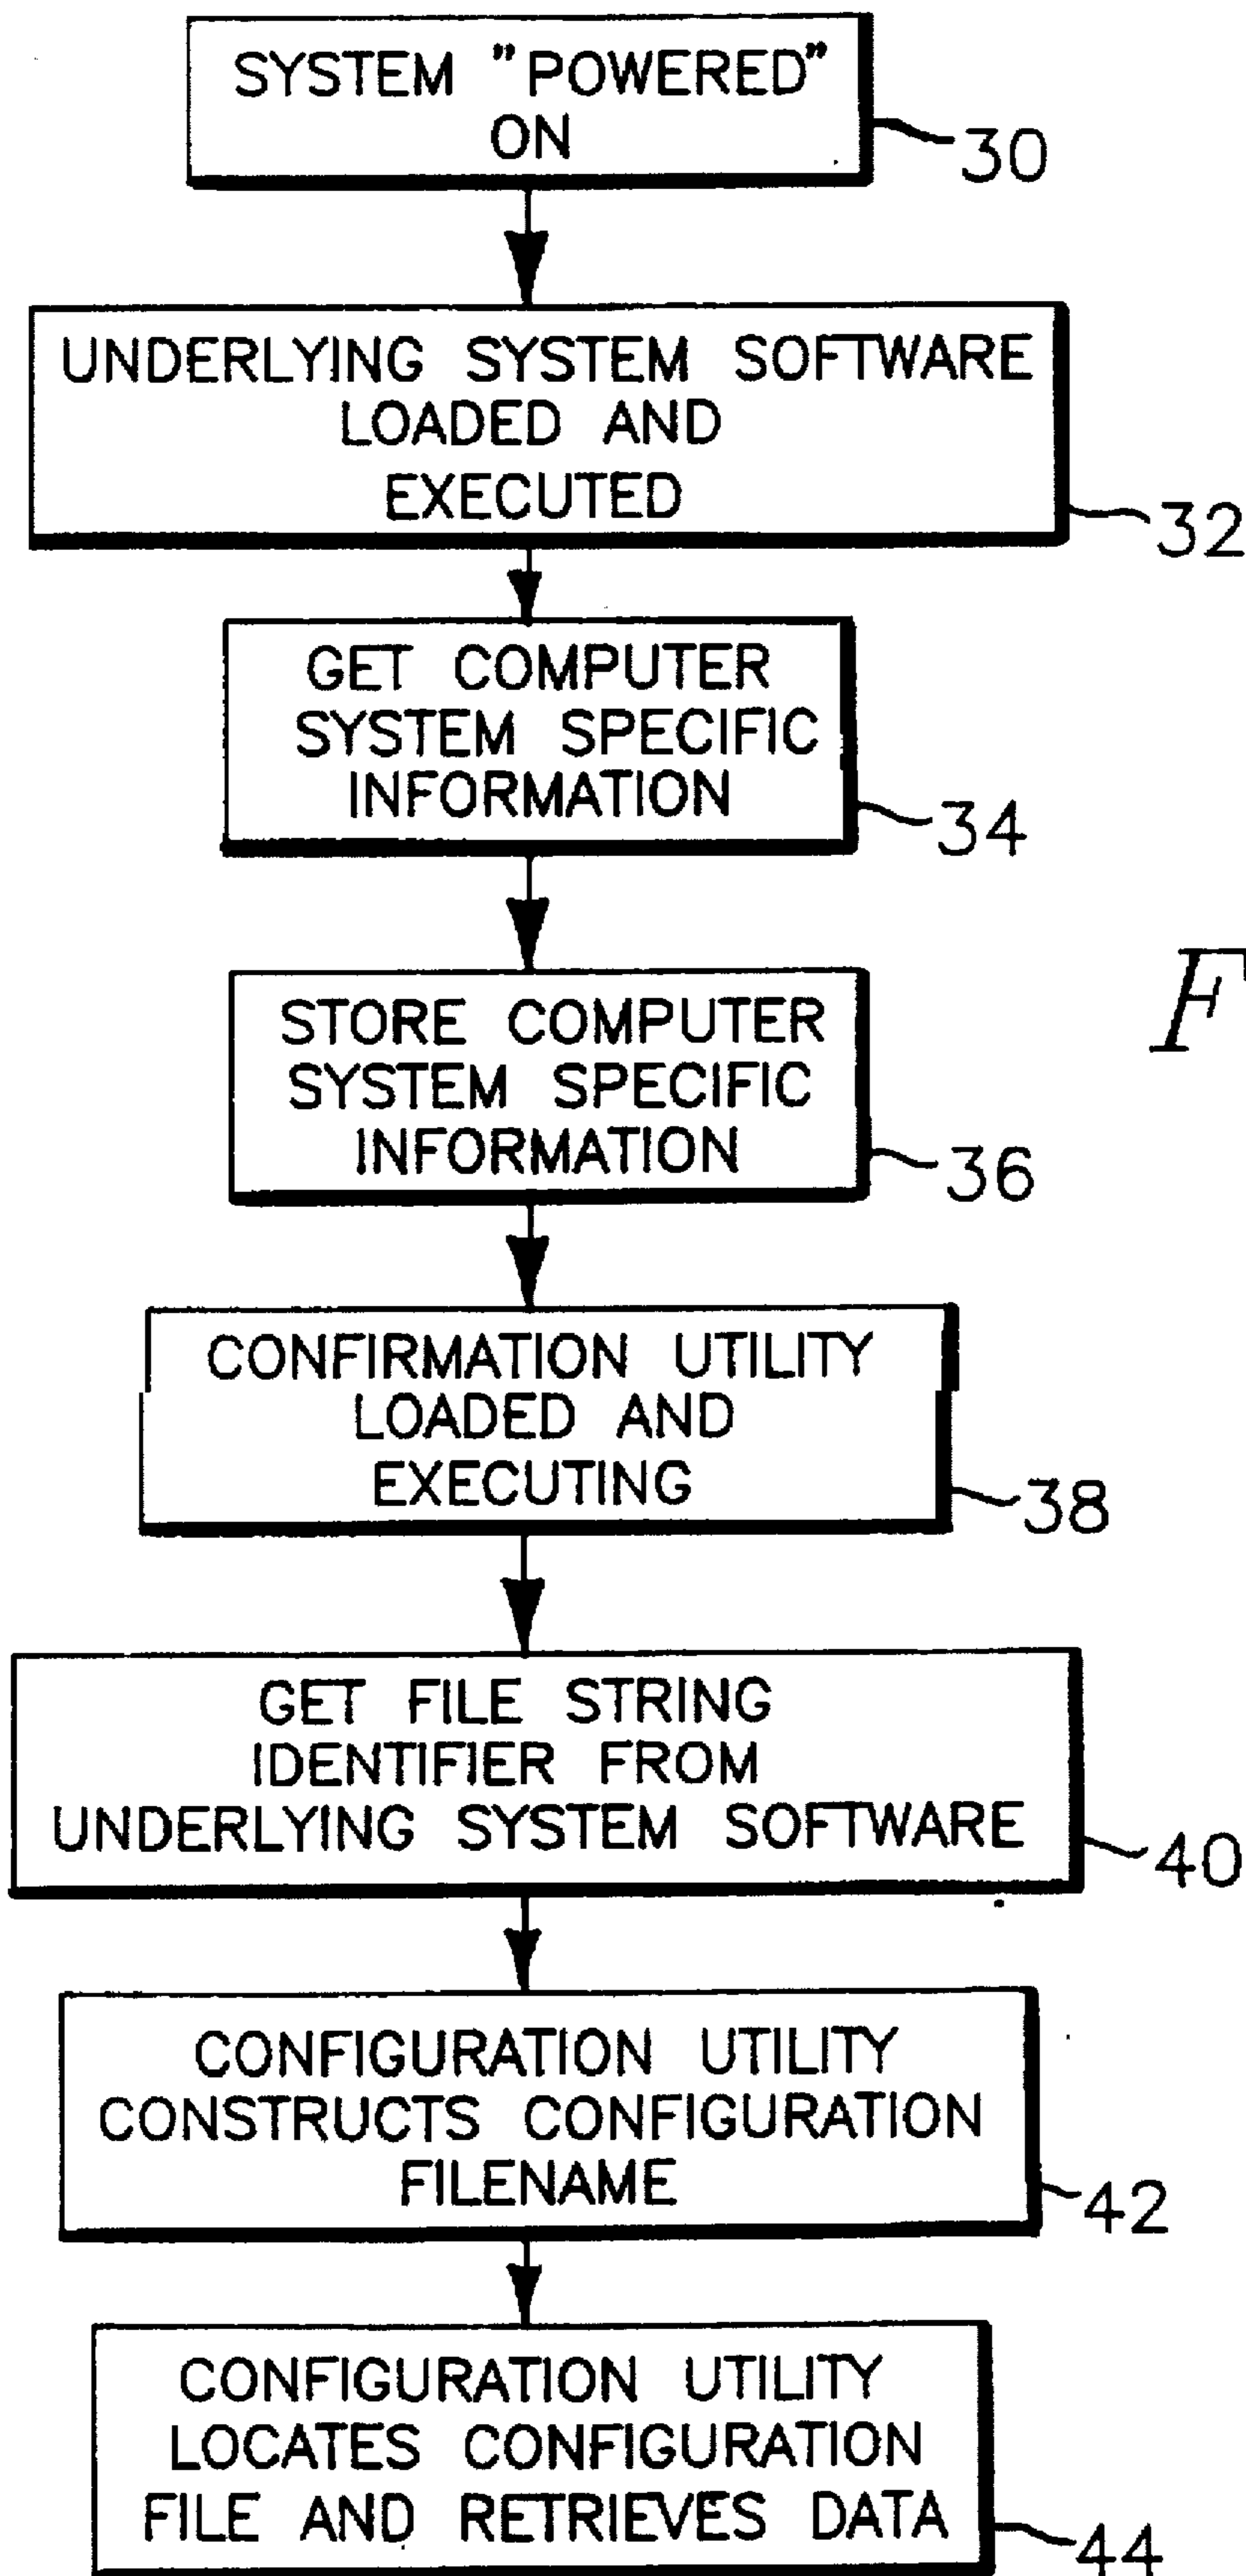 SYSTEM "POWERED"
ON
30
UNDERLYING SYSTEM SOFTWARE
LOADED AND
EXECUTED
32
GET COMPUTER
SYSTEM SPECIFIC
INFORMATION
34
F
STORE COMPUTER
SYSTEM SPECIFIC
INFORMATION
36
CONFIRMATION UTILITY
LOADED AND
EXECUTING
38
GET FILE STRING
IDENTIFIER FROM
UNDERLYING SYSTEM SOFTWARE
40
CONFIGURATION UTILITY
CONSTRUCTS CONFIGURATION
FILENAME
42
CONFIGURATION UTILITY
LOCATES CONFIGURATION
FILE AND RETRIEVES DATA
44